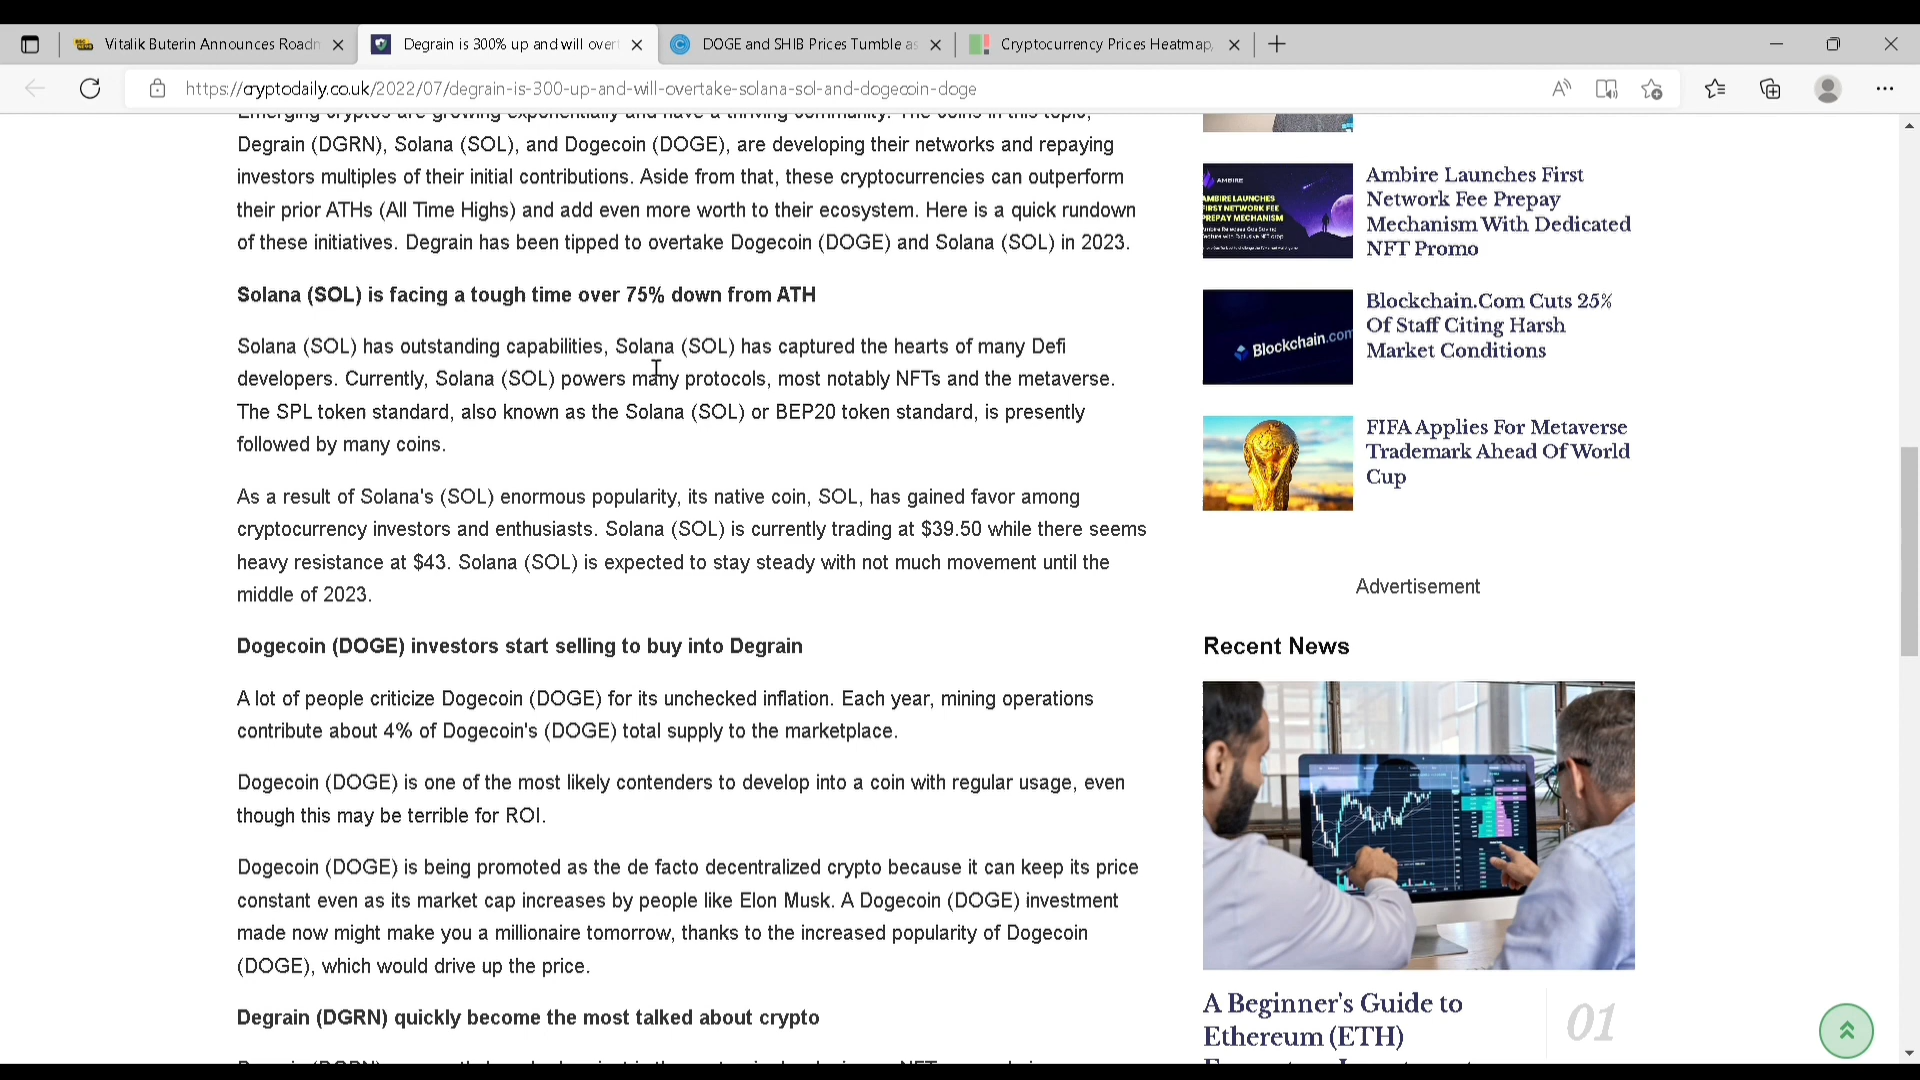 Vitalik Buterin Announces Roadn
Degrain is 300% up and will over
DOGE and SHIB Prices Tumble as
Cryptocurrency Prices Heatmap,
https://cryptodaily.co.uk/2022/07/degrain-is-300-up-and-will-overtake-solana-sol-and-dogecoin-doge
Emerging cryptos are growing exponentially and have a thriving community. The coins in this topic,
Degrain (DGRN), Solana (SOL), and Dogecoin (DOGE), are developing their networks and repaying
investors multiples of their initial contributions. Aside from that, these cryptocurrencies can outperform
their prior ATHs (All Time Highs) and add even more worth to their ecosystem. Here is a quick rundown
of these initiatives. Degrain has been tipped to overtake Dogecoin (DOGE) and Solana (SOL) in 2023.
Solana (SOL) is facing a tough time over 75% down from ATH
Solana (SOL) has outstanding capabilities, Solana (SOL) has captured the hearts of many Defi
developers. Currently, Solana (SOL) powers many protocols, most notably NFTs and the metaverse.
The SPL token standard, also known as the Solana (SOL) or BEP20 token standard, is presently
followed by many coins.
As a result of Solana's (SOL) enormous popularity, its native coin, SOL, has gained favor among
cryptocurrency investors and enthusiasts. Solana (SOL) is currently trading at $39.50 while there seems
heavy resistance at $43. Solana (SOL) is expected to stay steady with not much movement until the
middle of 2023.
Dogecoin (DOGE) investors start selling to buy into Degrain
A lot of people criticize Dogecoin (DOGE) for its unchecked inflation. Each year, mining operations
contribute about 4% of Dogecoin's (DOGE) total supply to the marketplace.
Dogecoin (DOGE) is one of the most likely contenders to develop into a coin with regular usage, even
though this may be terrible for ROI.
Dogecoin (DOGE) is being promoted as the de facto decentralized crypto because it can keep its price
constant even as its market cap increases by people like Elon Musk. A Dogecoin (DOGE) investment
made now might make you a millionaire tomorrow, thanks to the increased popularity of Dogecoin
(DOGE), which would drive up the price.
Degrain (DGRN) quickly become the most talked about crypto
AMBIRE
AMBIRE LAUNCHES
FIRST NETWORK FEE
PREPAY MECHANISM
Ambire Launches First
Network Fee Prepay
Mechanism With Dedicated
NFT Promo
Blockchain.com
Blockchain.Com Cuts 25%
Of Staff Citing Harsh
Market Conditions
FIFA Applies For Metaverse
Trademark Ahead Of World
Cup
Advertisement
Recent News
A Beginner's Guide to
Ethereum (ETH)
01